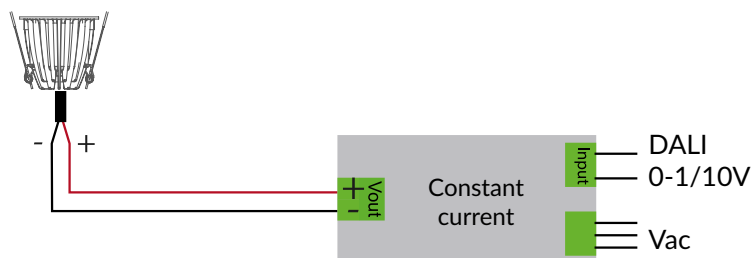 - +
+
-
Vout
Constant
current
Input
DALI
0-1/10V
Vac